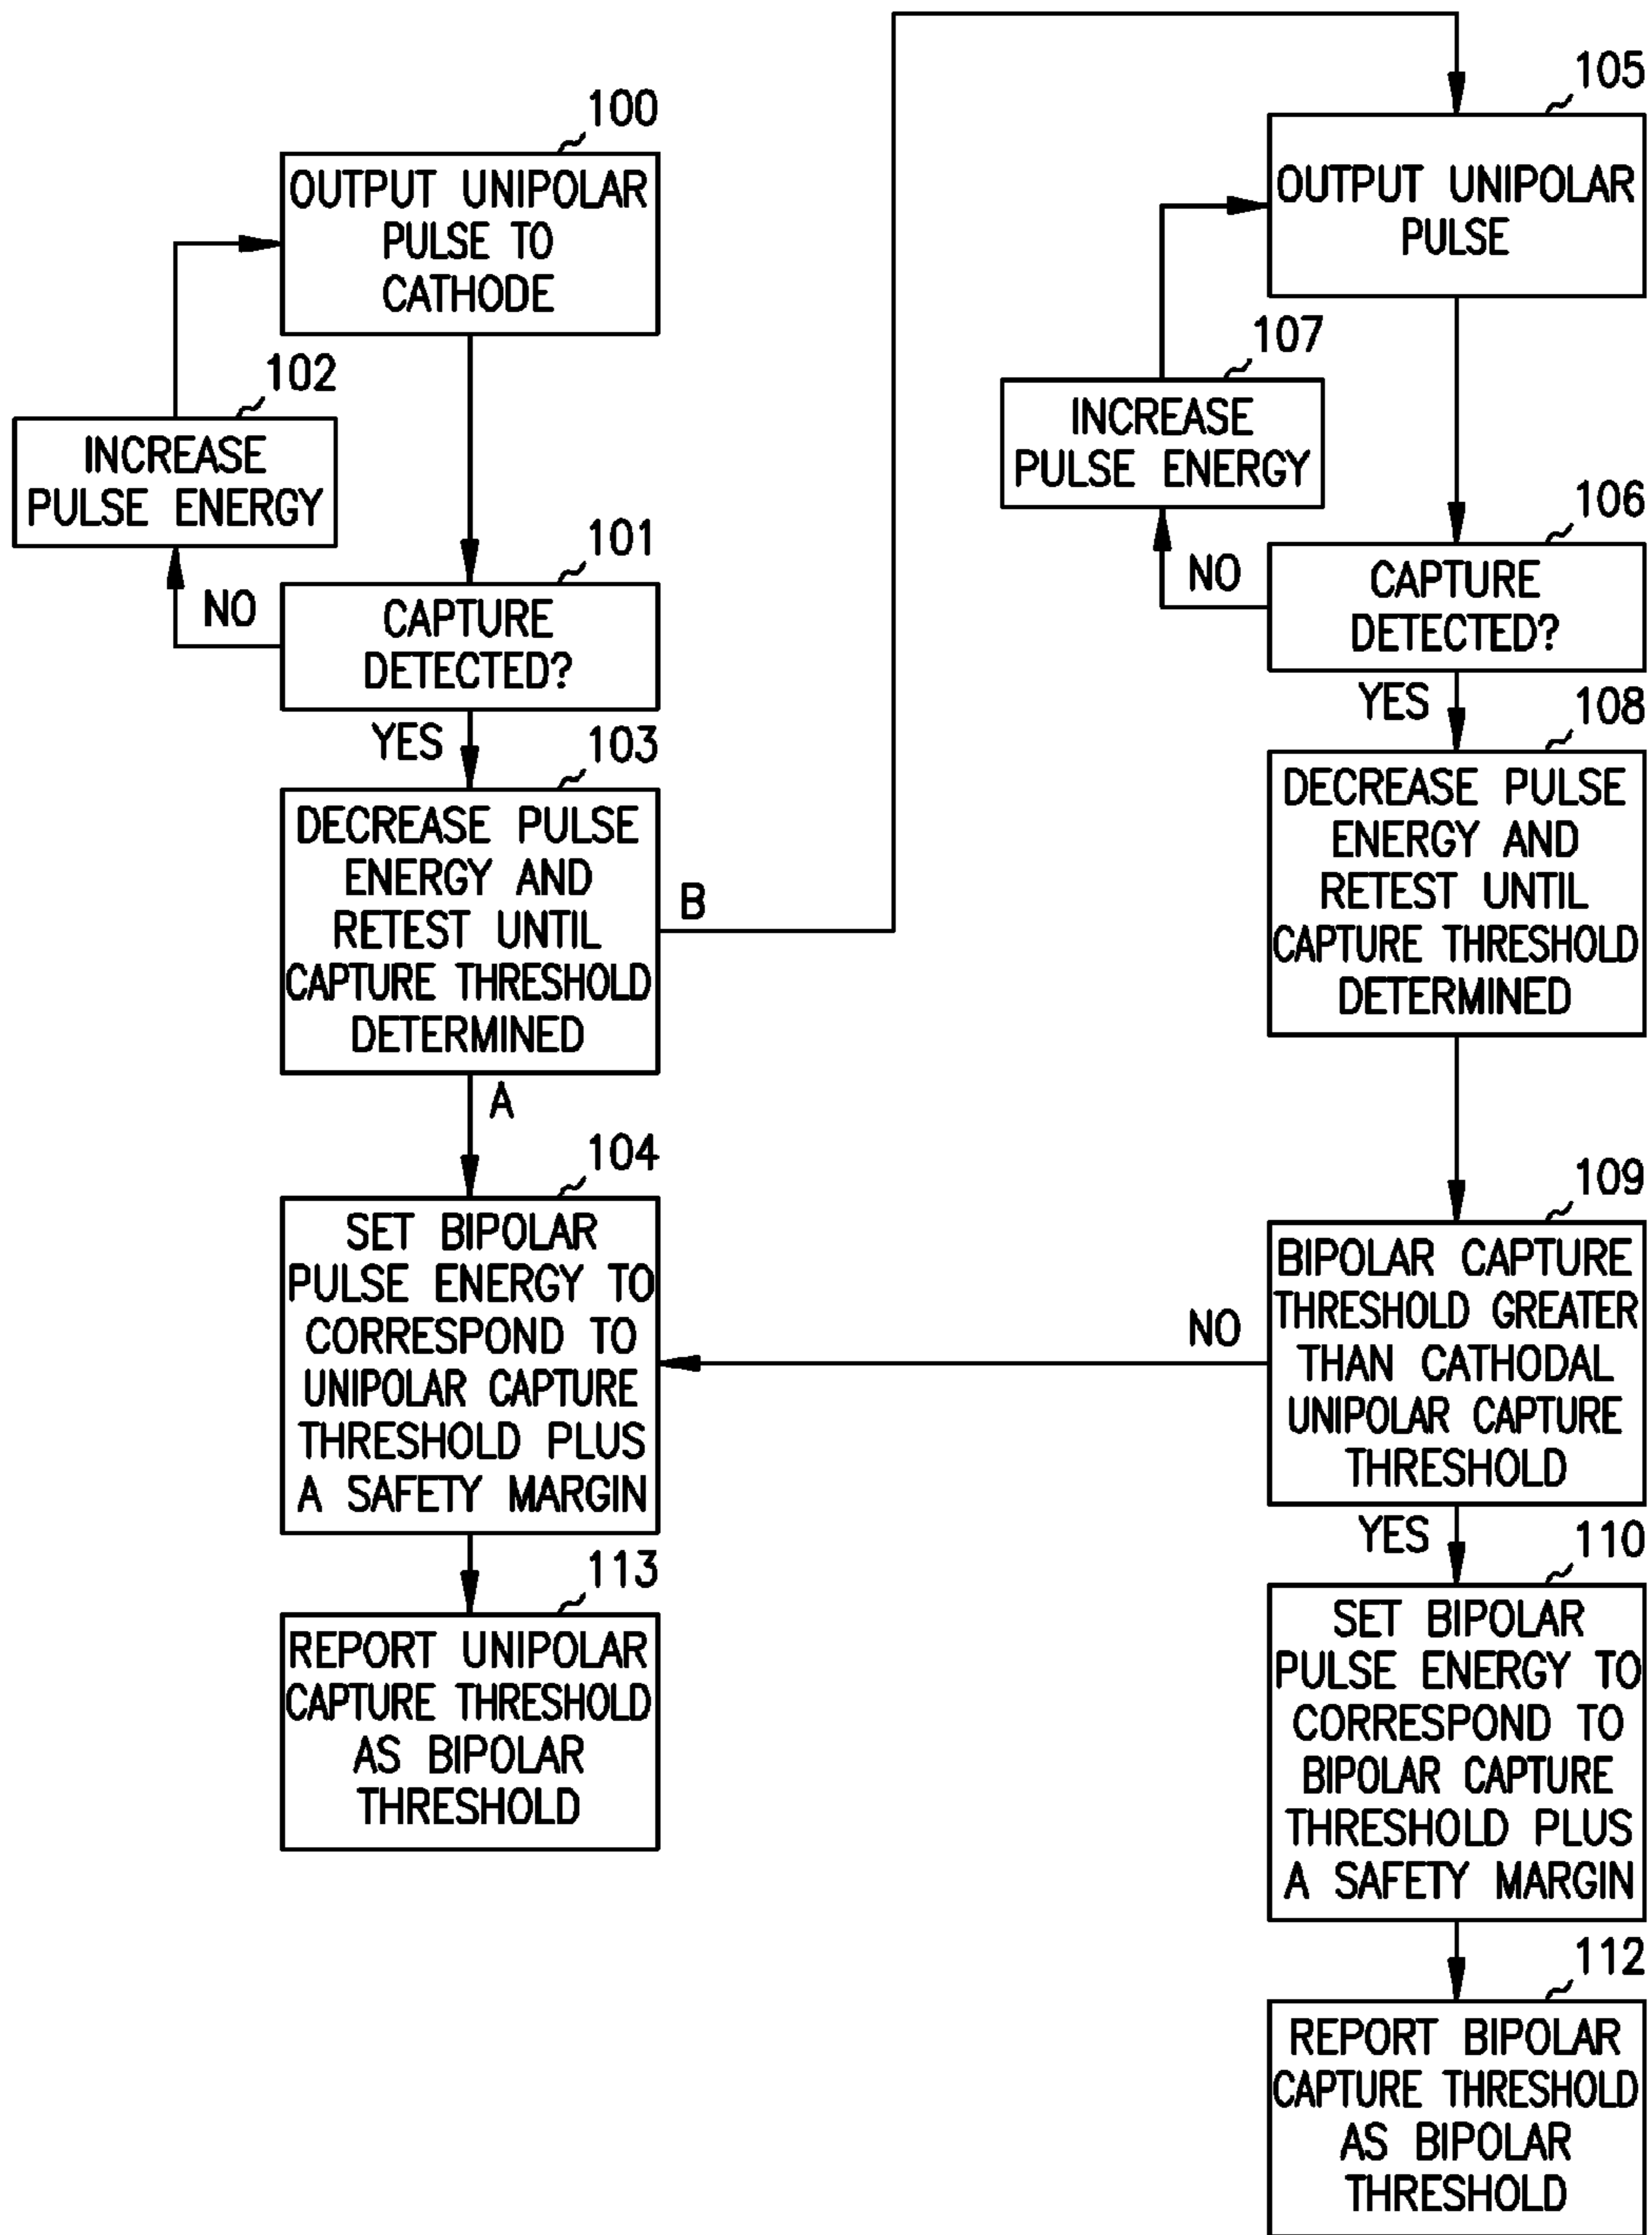 100
OUTPUT UNIPOLAR
PULSE TO
CATHODE
102
INCREASE
PULSE ENERGY
101
CAPTURE
DETECTED?
NO
YES
103
DECREASE PULSE
ENERGY AND
RETEST UNTIL
CAPTURE THRESHOLD
DETERMINED
B
A
104
SET BIPOLAR
PULSE ENERGY TO
CORRESPOND TO
UNIPOLAR CAPTURE
THRESHOLD PLUS
A SAFETY MARGIN
113
REPORT UNIPOLAR
CAPTURE THRESHOLD
AS BIPOLAR
THRESHOLD
105
OUTPUT UNIPOLAR
PULSE
107
INCREASE
PULSE ENERGY
106
CAPTURE
DETECTED?
NO
YES
108
DECREASE PULSE
ENERGY AND
RETEST UNTIL
CAPTURE THRESHOLD
DETERMINED
109
BIPOLAR CAPTURE
THRESHOLD GREATER
THAN CATHODAL
UNIPOLAR CAPTURE
THRESHOLD
NO
YES
110
SET BIPOLAR
PULSE ENERGY TO
CORRESPOND TO
BIPOLAR CAPTURE
THRESHOLD PLUS
A SAFETY MARGIN
112
REPORT BIPOLAR
CAPTURE THRESHOLD
AS BIPOLAR
THRESHOLD